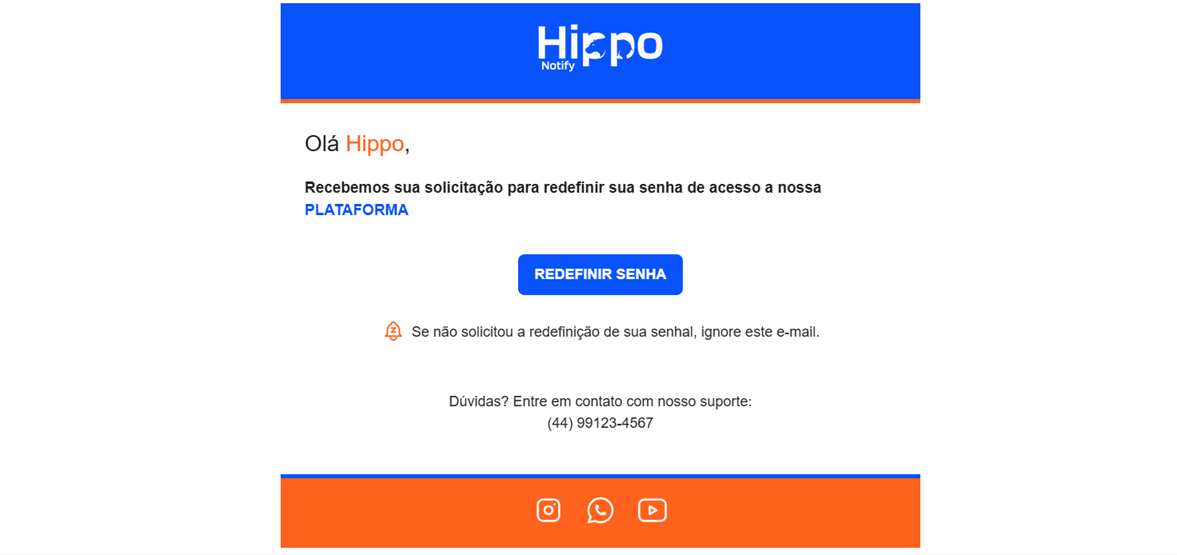 Hippo
Notify
Olá Hippo,
Recebemos sua solicitação para redefinir sua senha de acesso a nossa
PLATAFORMA
REDEFINIR SENHA
Se não solicitou a redefinição de sua senhal, ignore este e-mail.
Dúvidas? Entre em contato com nosso suporte:
(44) 99123-4567